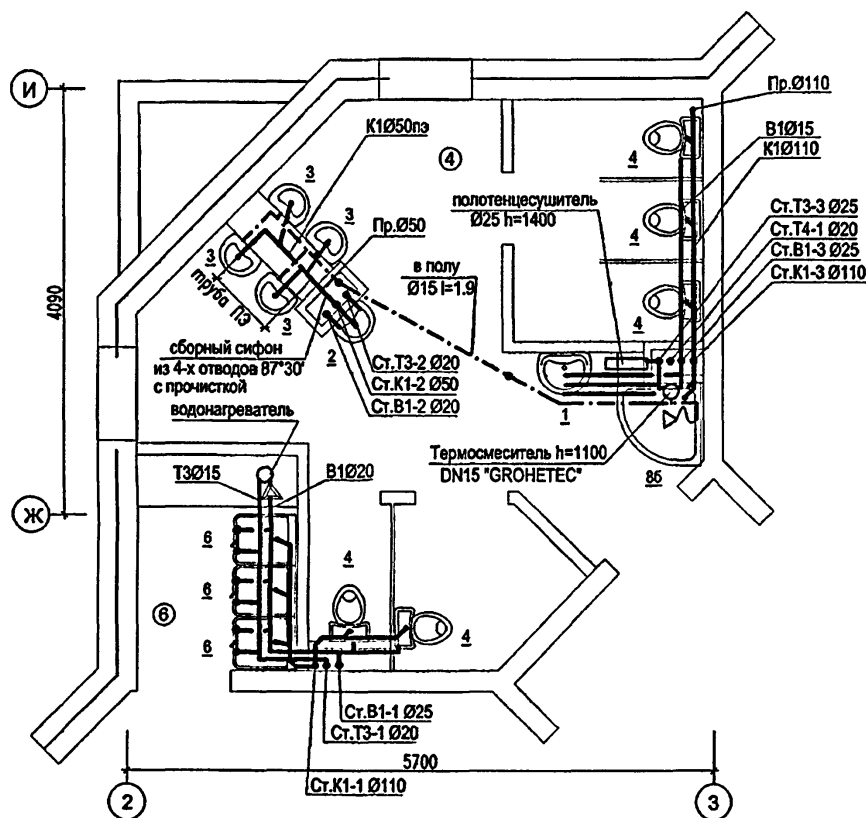 И
4090
Ж
К1Ø50пэ
4
3
3
3
3
труба ПЭ
Пр.Ø50
Пр.Ø110
В1Ø15
К1Ø110
4
4
4
полотенцесушитель
Ø25 h=1400
Ст.Т3-3 Ø25
Ст.Т4-1 Ø20
Ст.В1-3 Ø25
Ст.К1-3 Ø110
в полу
Ø15 l=1.9
сборный сифон
из 4-х отводов 87°30'
с прочисткой
2
Ст.Т3-2 Ø20
Ст.К1-2 Ø50
Ст.В1-2 Ø20
1
водонагреватель
Термосмеситель h=1100
DN15 "GROHETEC"
8б
Т3Ø15
В1Ø20
6
6
6
6
4
4
Ст.В1-1 Ø25
Ст.Т3-1 Ø20
Ст.К1-1 Ø110
5700
2
3